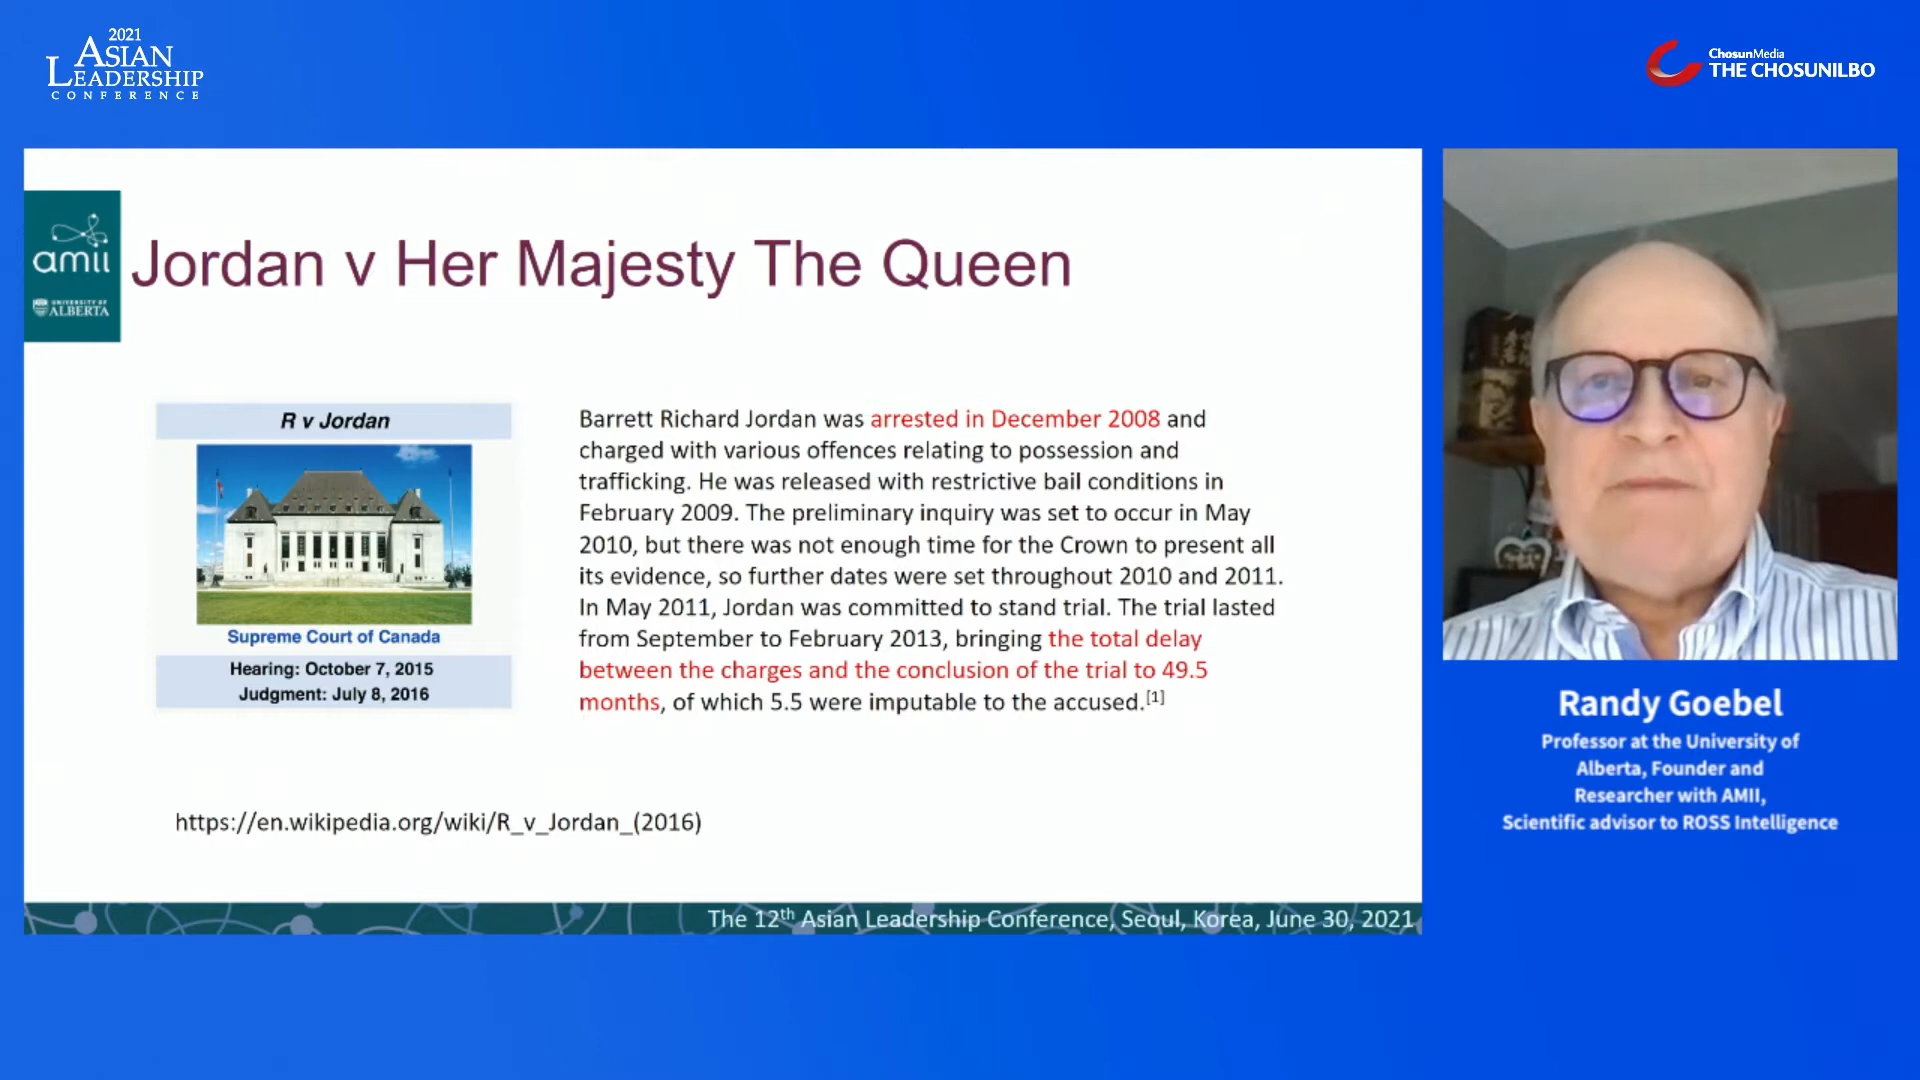 2021
ASIAN
LEADERSHIP
CONFERENCE
ChosunMedia
THE CHOSUNILBO
amii
UNIVERSITY OF
ALBERTA
Jordan v Her Majesty The Queen
R v Jordan
Supreme Court of Canada
Hearing: October 7, 2015
Judgment: July 8, 2016
Barrett Richard Jordan was arrested in December 2008 and
charged with various offences relating to possession and
trafficking. He was released with restrictive bail conditions in
February 2009. The preliminary inquiry was set to occur in May
2010, but there was not enough time for the Crown to present all
its evidence, so further dates were set throughout 2010 and 2011.
In May 2011, Jordan was committed to stand trial. The trial lasted
from September to February 2013, bringing the total delay
between the charges and the conclusion of the trial to 49.5
months, of which 5.5 were imputable to the accused.[1]
https://en.wikipedia.org/wiki/R_v_Jordan_(2016)
The 12th Asian Leadership Conference, Seoul, Korea, June 30, 2021
Randy Goebel
Professor at the University of
Alberta, Founder and
Researcher with AMII,
Scientific advisor to ROSS Intelligence